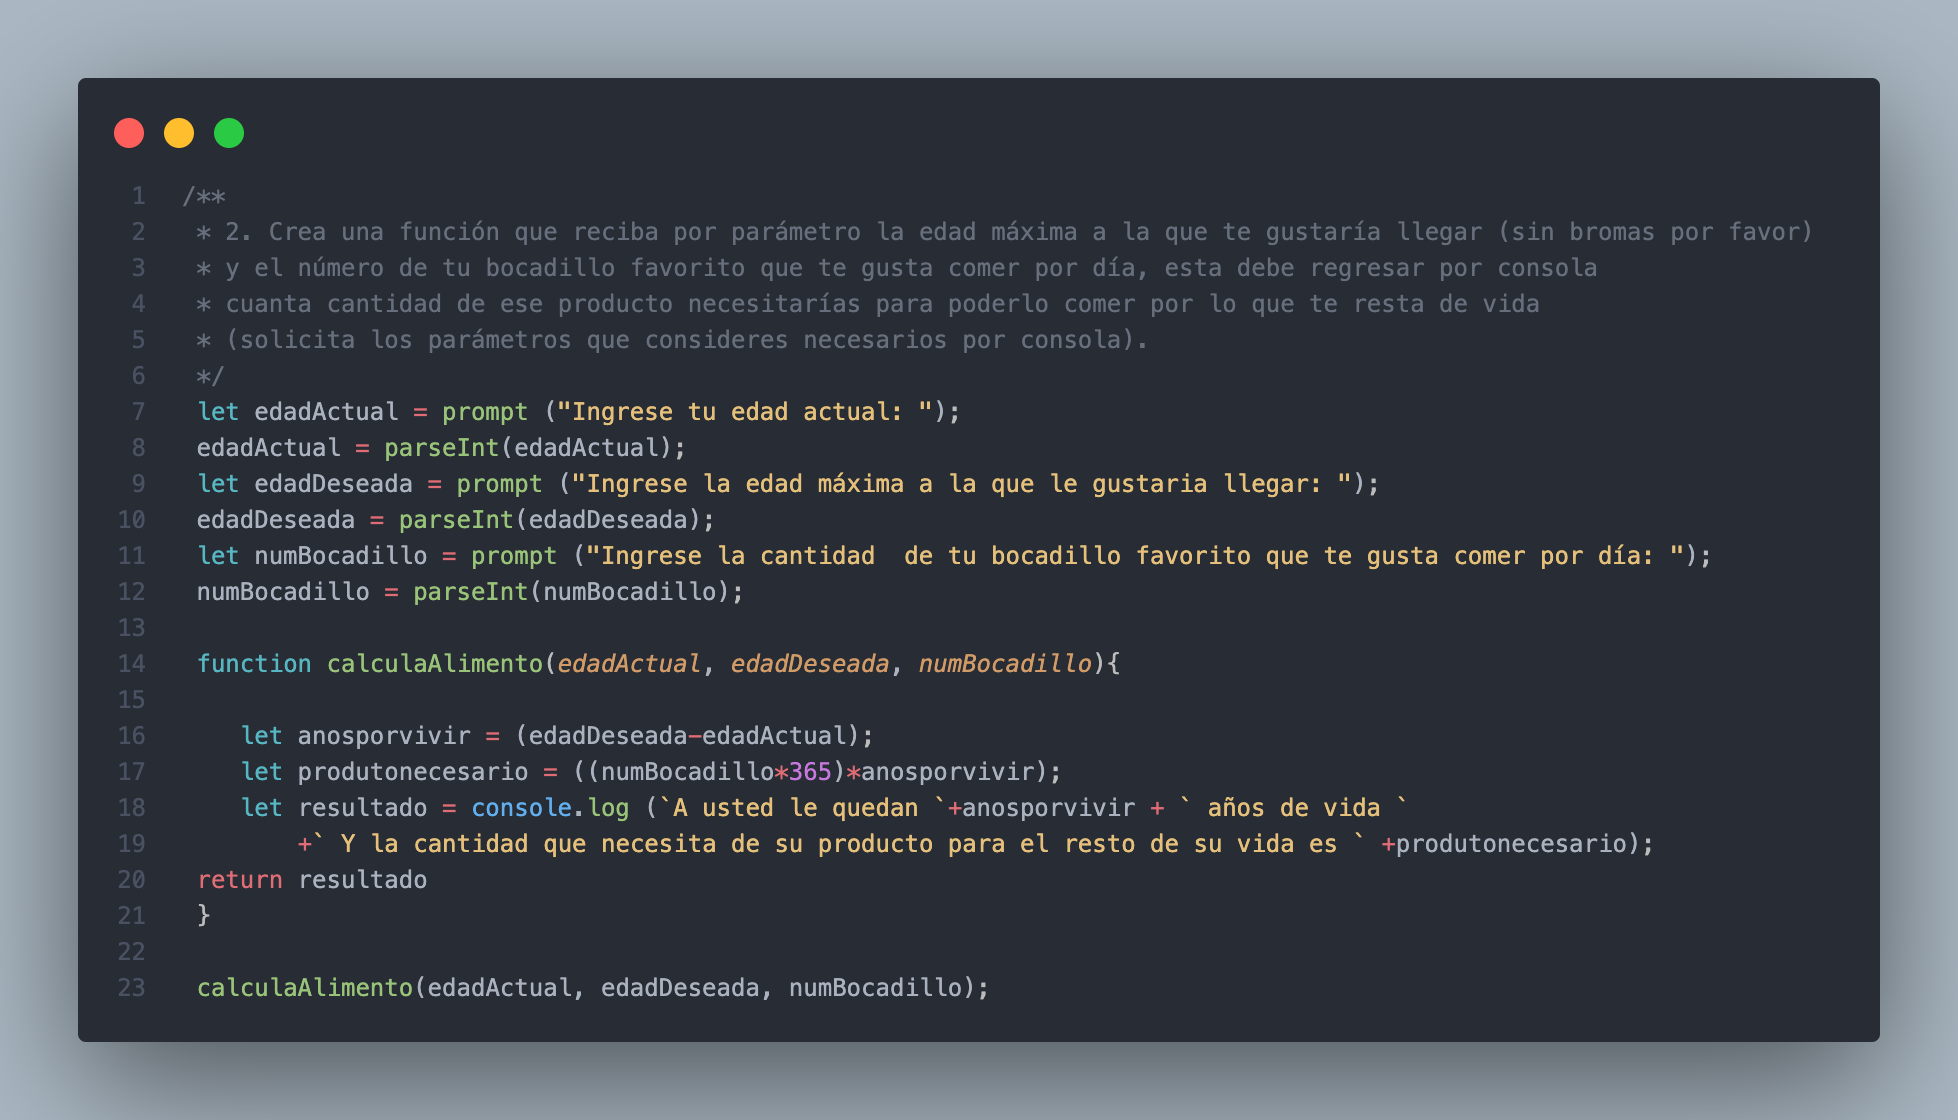 1 /**
2 * 2. Crea una función que reciba por parámetro la edad máxima a la que te gustaría llegar (sin bromas por favor)
3 * y el número de tu bocadillo favorito que te gusta comer por día, esta debe regresar por consola
4 * cuanta cantidad de ese producto necesitarías para poderlo comer por lo que te resta de vida
5 * (solicita los parámetros que consideres necesarios por consola).
6 */
7 let edadActual = prompt ("Ingrese tu edad actual: ");
8 edadActual = parseInt(edadActual);
9 let edadDeseada = prompt ("Ingrese la edad máxima a la que le gustaria llegar: ");
10 edadDeseada = parseInt(edadDeseada);
11 let numBocadillo = prompt ("Ingrese la cantidad  de tu bocadillo favorito que te gusta comer por día: ");
12 numBocadillo = parseInt(numBocadillo);
13
14 function calculaAlimento(edadActual, edadDeseada, numBocadillo){
15
16 let anosporvivir = (edadDeseada-edadActual);
17 let produtonecesario = ((numBocadillo*365)*anosporvivir);
18 let resultado = console.log (`A usted le quedan `+anosporvivir + ` años de vida `
19 +` Y la cantidad que necesita de su producto para el resto de su vida es ` +produtonecesario);
20 return resultado
21 }
22
23 calculaAlimento(edadActual, edadDeseada, numBocadillo);